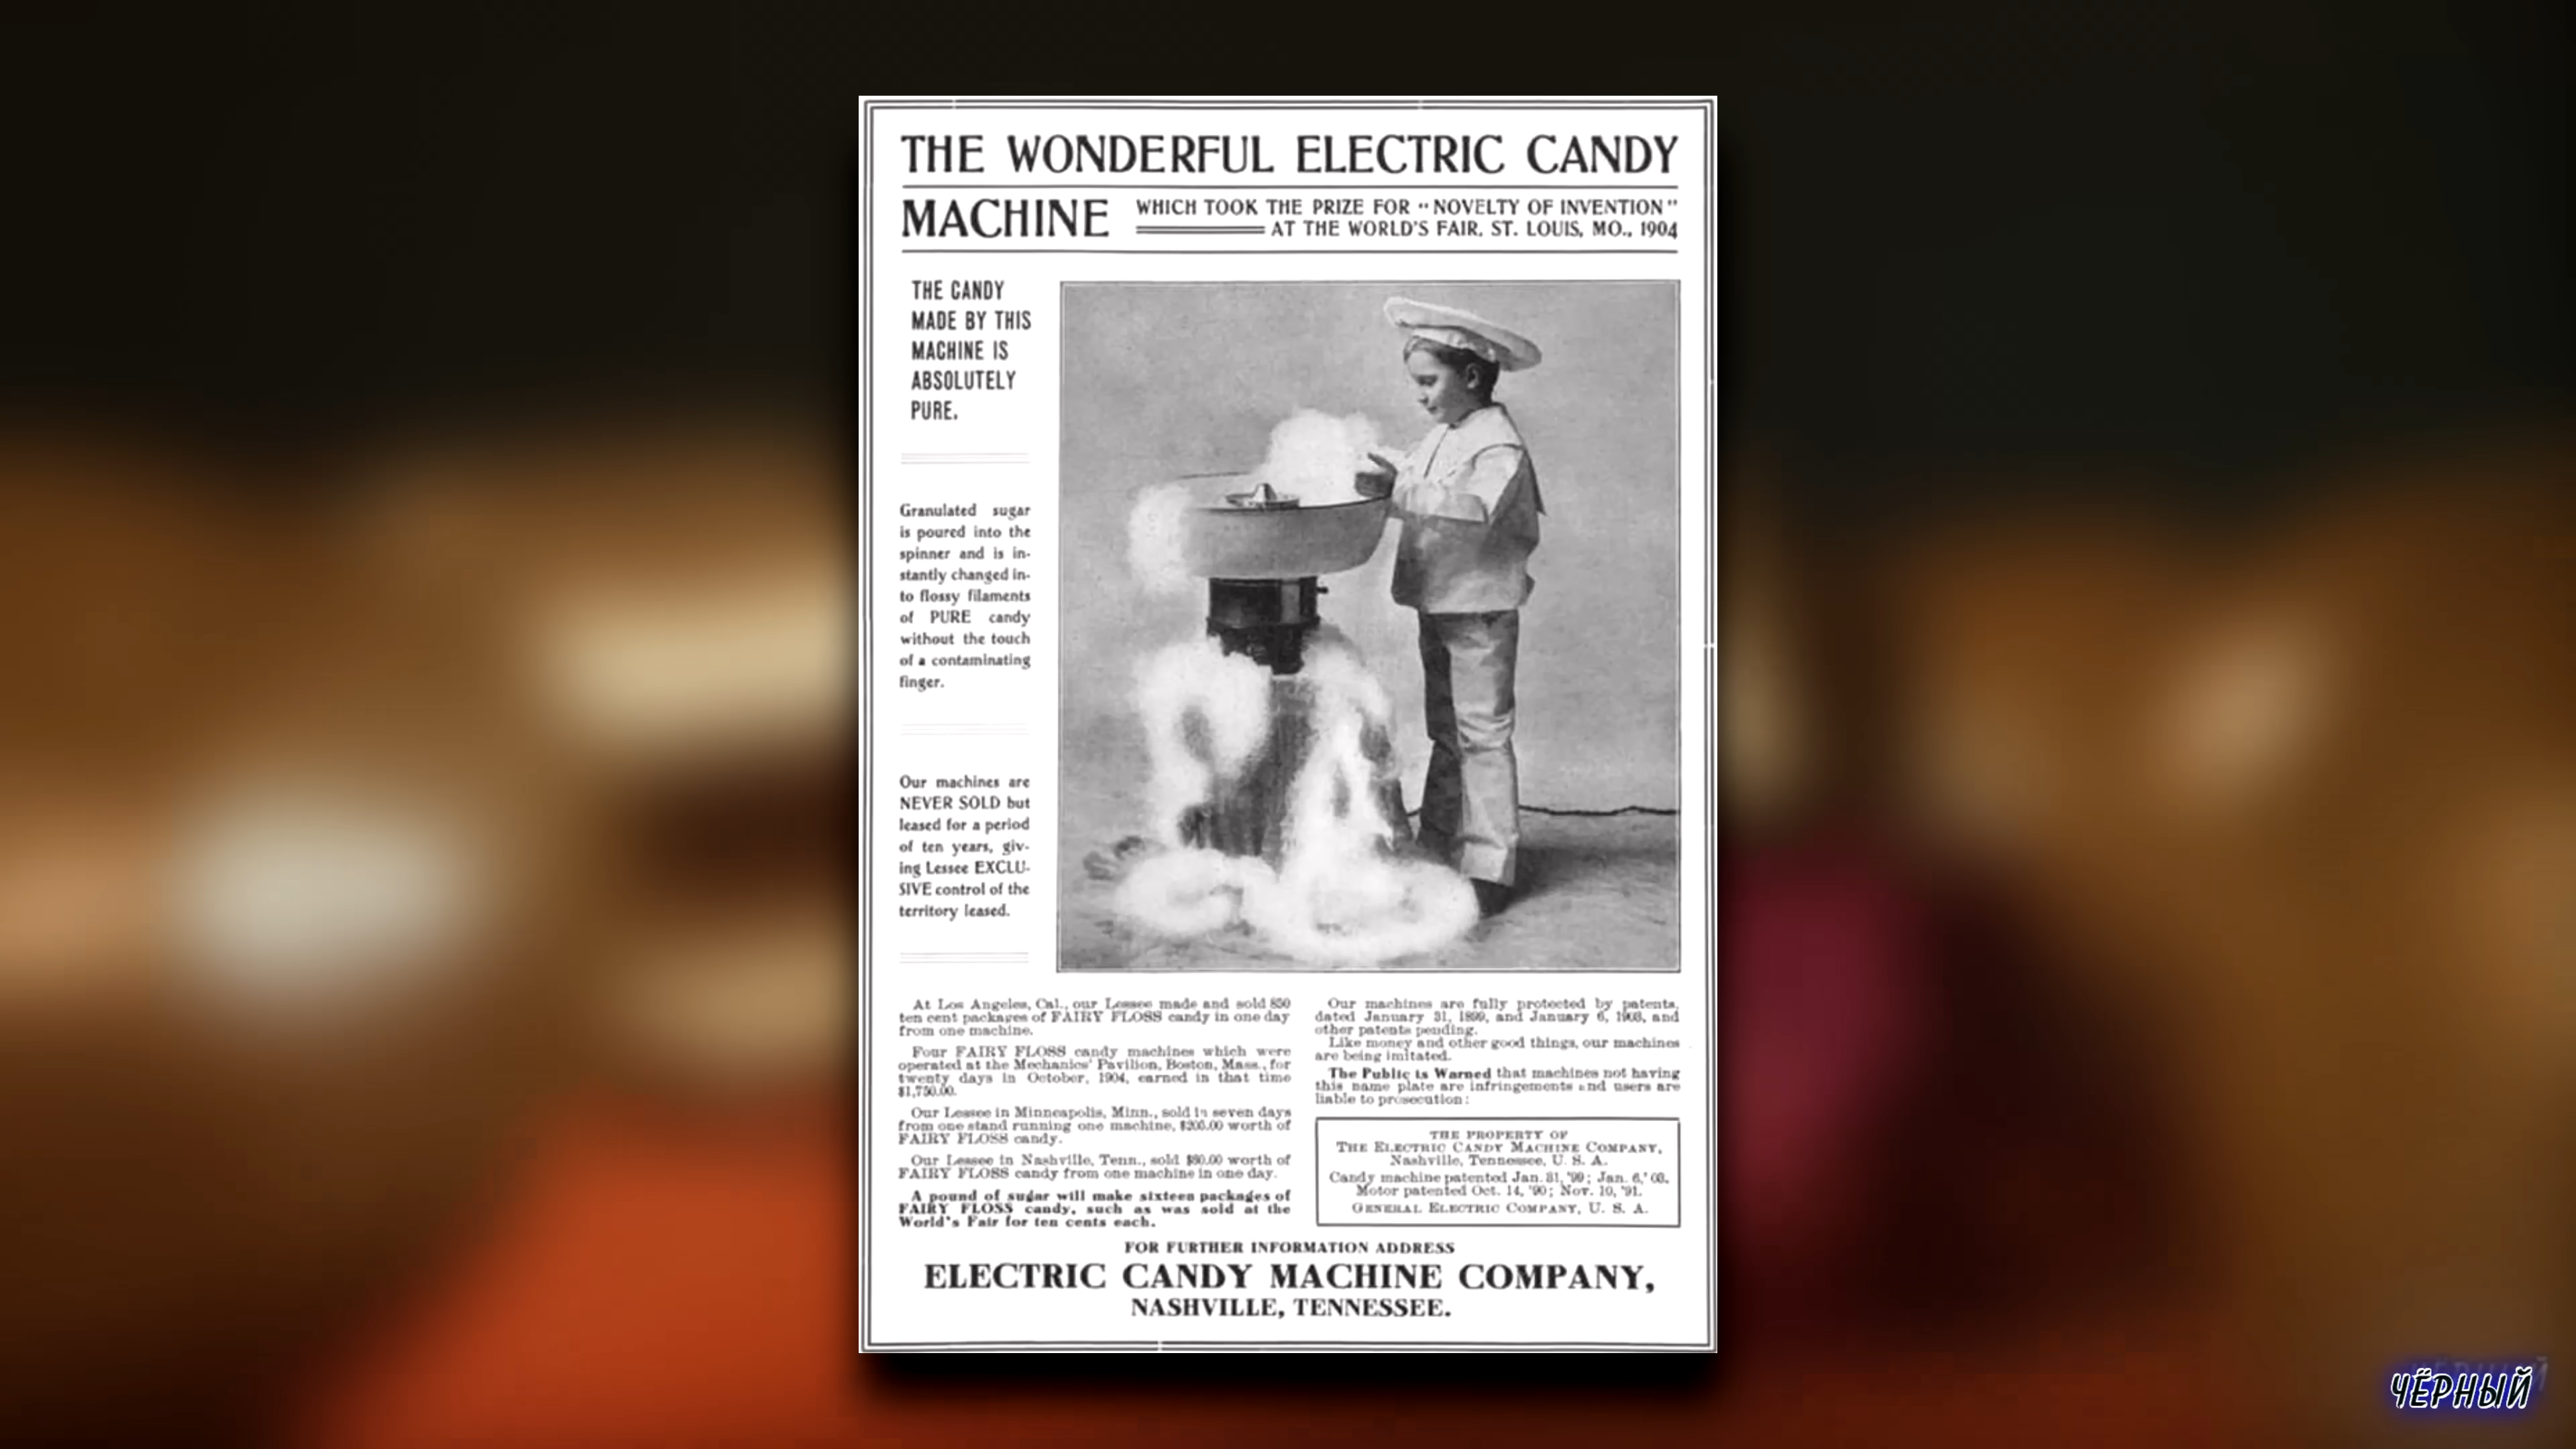 THE WONDERFUL ELECTRIC CANDY
MACHINE
WHICH TOOK THE PRIZE FOR "NOVELTY OF INVENTION"
AT THE WORLD'S FAIR, ST. LOUIS, MO., 1904
THE CANDY
MADE BY THIS
MACHINE IS
ABSOLUTELY
PURE.
Granulated sugar
is poured into the
spinner and is in-
stantly changed in-
to flossy filaments
of PURE candy
without the touch
of a contaminating
finger.
Our machines are
NEVER SOLD but
leased for a period
of ten years, giv-
ing Lessee EXCLU-
SIVE control of the
territory leased.
At Los Angeles, Cal., our Lessee made and sold 850
ten cent packages of FAIRY FLOSS candy in one day
from one machine.
Four FAIRY FLOSS candy machines which were
operated at the Mechanics' Pavilion, Boston, Mass., for
twenty days in October, 1904, earned in that time
$1,750.00.
Our Lessee in Minneapolis, Minn., sold in seven days
from one stand running one machine, worth of
FAIRY FLOSS candy.
Our Lessee in Nashville, Tenn., sold worth of
FAIRY FLOSS candy from one machine in one day.
A pound of sugar will make sixteen packages of
FAIRY FLOSS candy, such as was sold at the
World's Fair for ten cents each.
Our machines are fully protected by patents,
dated January 31, 1899, and January 6, 1903, and
other patents pending.
Like money and other good things, our machines
are being imitated.
The Public is Warned that machines not having
this name plate are infringements and users are
liable to prosecution:
THE PROPERTY OF
THE ELECTRIC CANDY MACHINE COMPANY,
Nashville, Tennessee, U. S. A.
Candy machine patented Jan. 31, '99; Jan. 6, '03.
Motor patented Oct. 14, '90; Nov. 10, '91.
GENERAL ELECTRIC COMPANY, U. S. A.
FOR FURTHER INFORMATION ADDRESS
ELECTRIC CANDY MACHINE COMPANY,
NASHVILLE, TENNESSEE.
ЧЁРНЫЙ